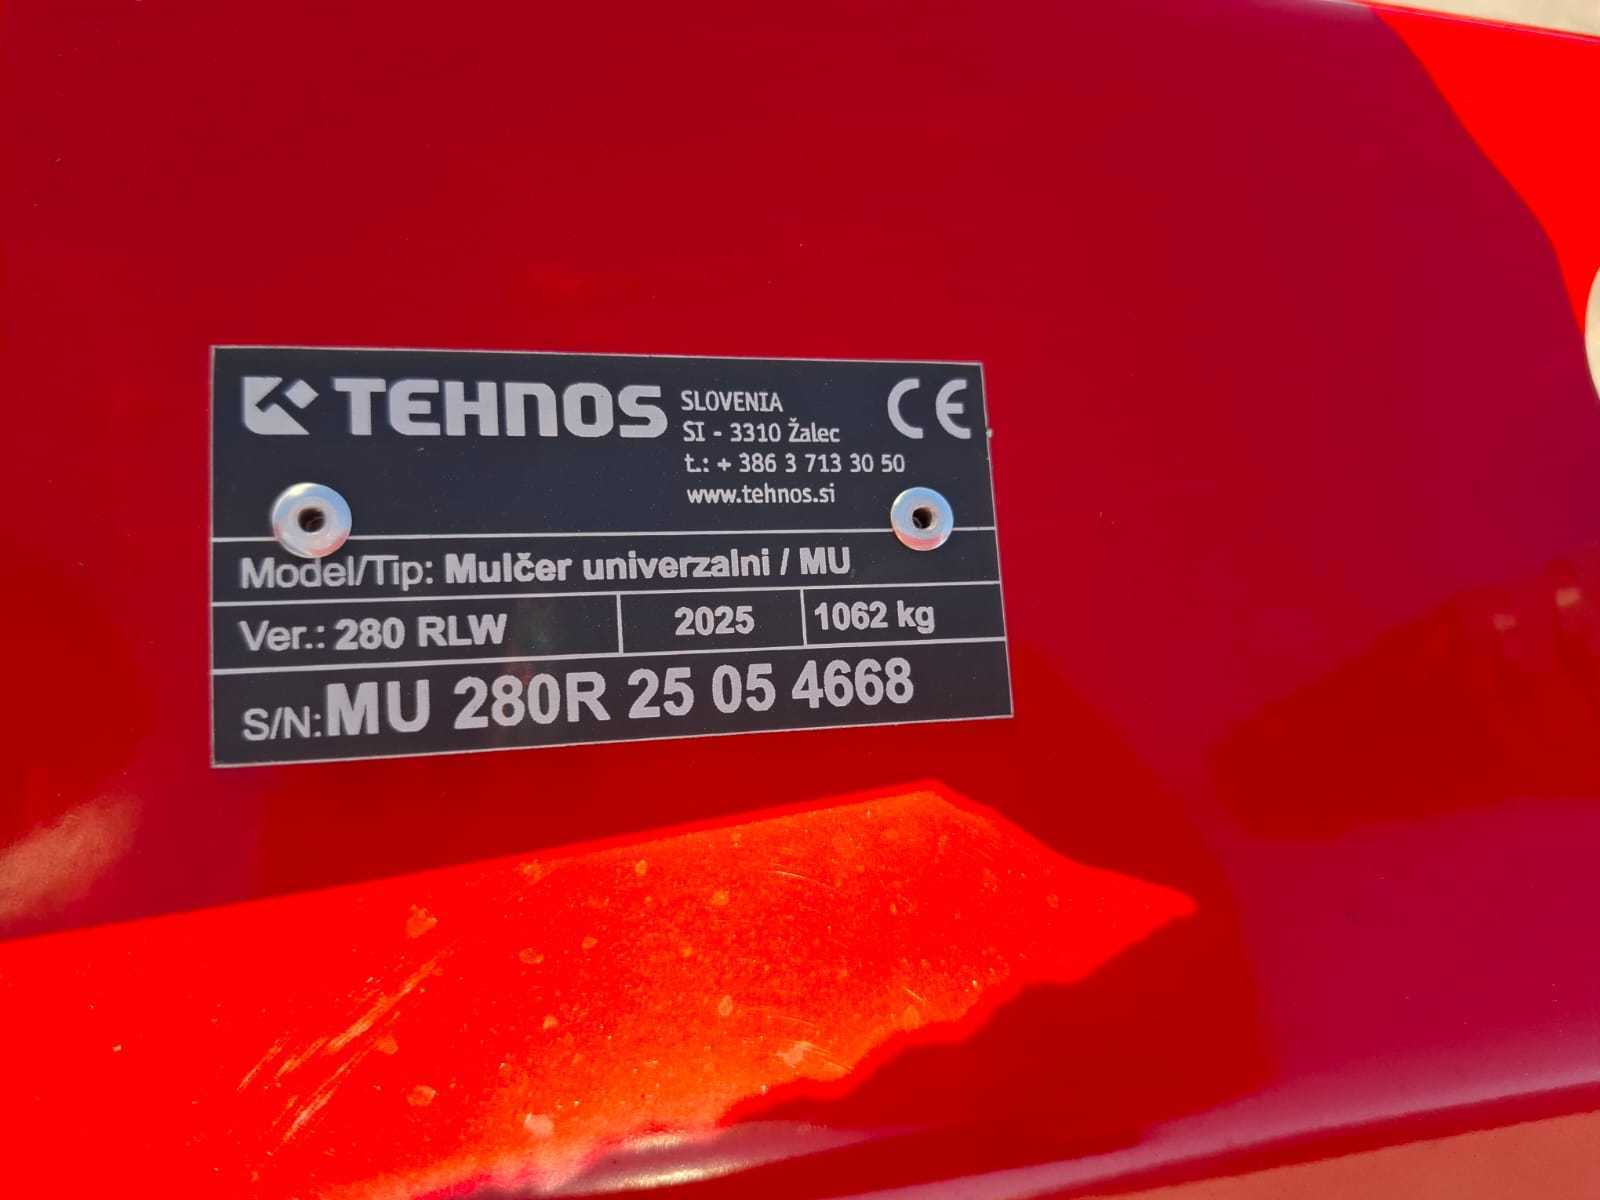 TEHNOS
SLOVENIA
SI - 3310 Žalec
t.: + 386 3 713 30 50
www.tehnos.si
CE
Model/Tip: Mulčer univerzalni / MU
Ver.: 280 RLW 2025 1062 kg
S/N: MU 280R 25 05 4668